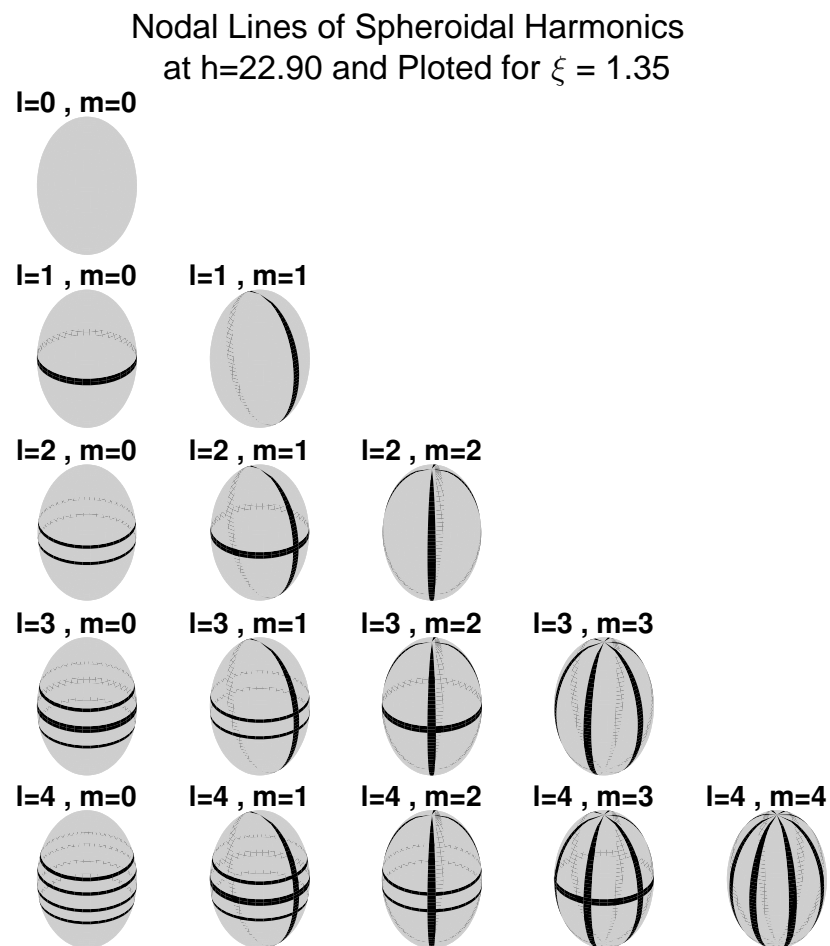 Nodal Lines of Spheroidal Harmonics
at h=22.90 and Ploted for ξ = 1.35
l=0 , m=0
l=1 , m=0
l=1 , m=1
l=2 , m=0
l=2 , m=1
l=2 , m=2
l=3 , m=0
l=3 , m=1
l=3 , m=2
l=3 , m=3
l=4 , m=0
l=4 , m=1
l=4 , m=2
l=4 , m=3
l=4 , m=4